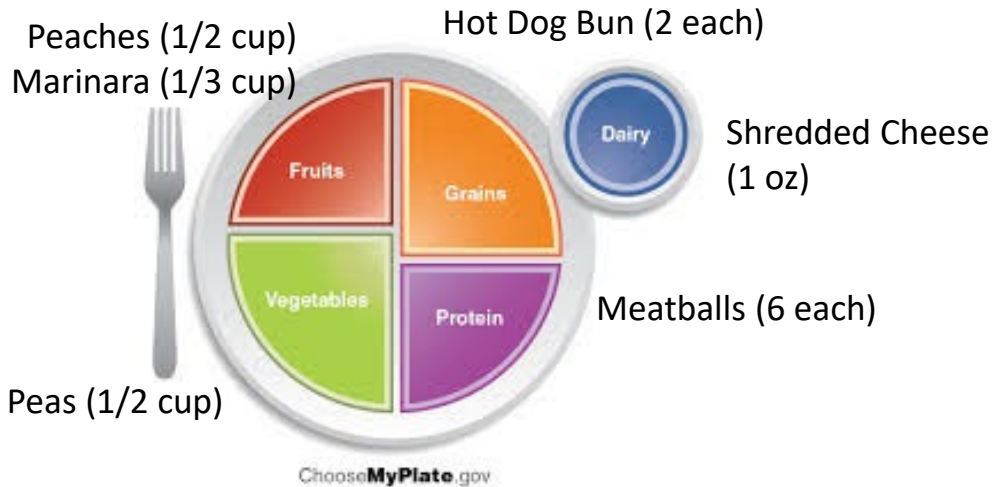 Hot Dog Bun (2 each)
Peaches (1/2 cup)
Marinara (1/3 cup)
Dairy
Shredded Cheese
(1 oz)
Fruits
Grains
Vegetables
Protein
Meatballs (6 each)
Peas (1/2 cup)
ChooseMyPlate.gov